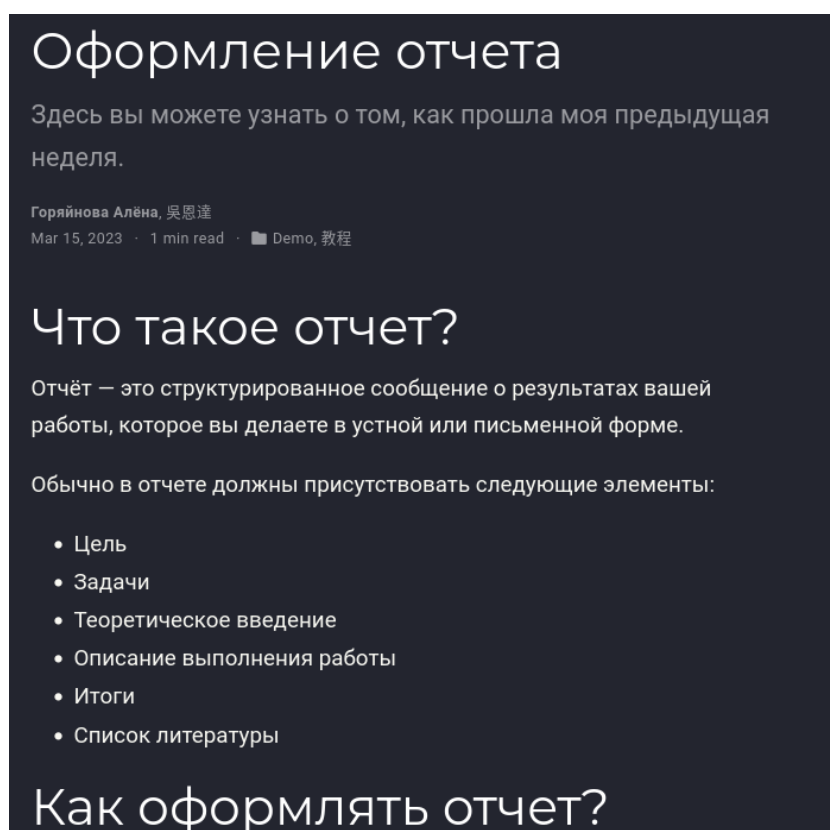 Оформление отчета
Здесь вы можете узнать о том, как прошла моя предыдущая
неделя.
Горяйнова Алёна, 吳恩達
Mar 15, 2023 · 1 min read · Demo, 教程
Что такое отчет?
Отчёт — это структурированное сообщение о результатах вашей
работы, которое вы делаете в устной или письменной форме.
Обычно в отчете должны присутствовать следующие элементы:
• Цель
• Задачи
• Теоретическое введение
• Описание выполнения работы
• Итоги
• Список литературы
Как оформлять отчет?